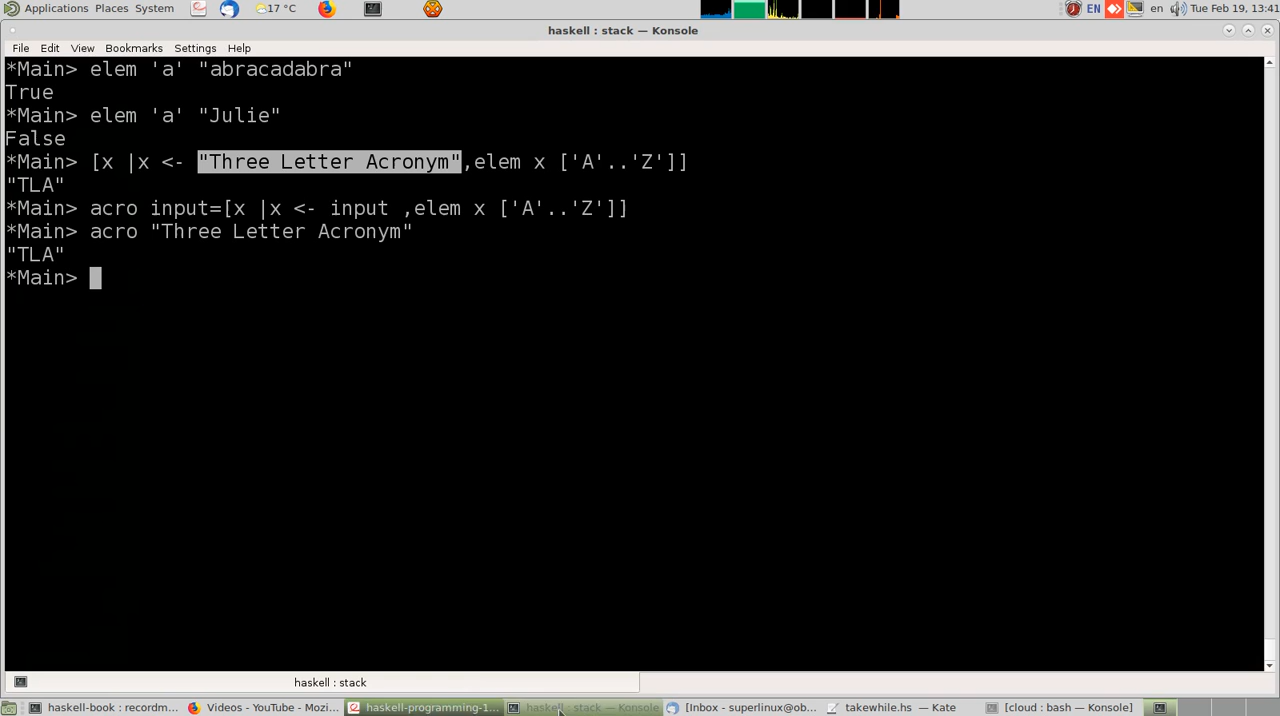 Applications Places System 17 °C EN en Tue Feb 19, 13:41
haskell : stack — Konsole
File Edit View Bookmarks Settings Help
*Main> elem 'a' "abracadabra"
True
*Main> elem 'a' "Julie"
False
*Main> [x |x <- "Three Letter Acronym",elem x ['A'..'Z']]
"TLA"
*Main> acro input=[x |x <- input ,elem x ['A'..'Z']]
*Main> acro "Three Letter Acronym"
"TLA"
*Main>
haskell : stack
haskell-book : recordm... Videos - YouTube - Mozi... haskell-programming-1... haskell : stack — Konsole [Inbox - superlinux@ob... takewhile.hs — Kate [cloud : bash — Konsole]